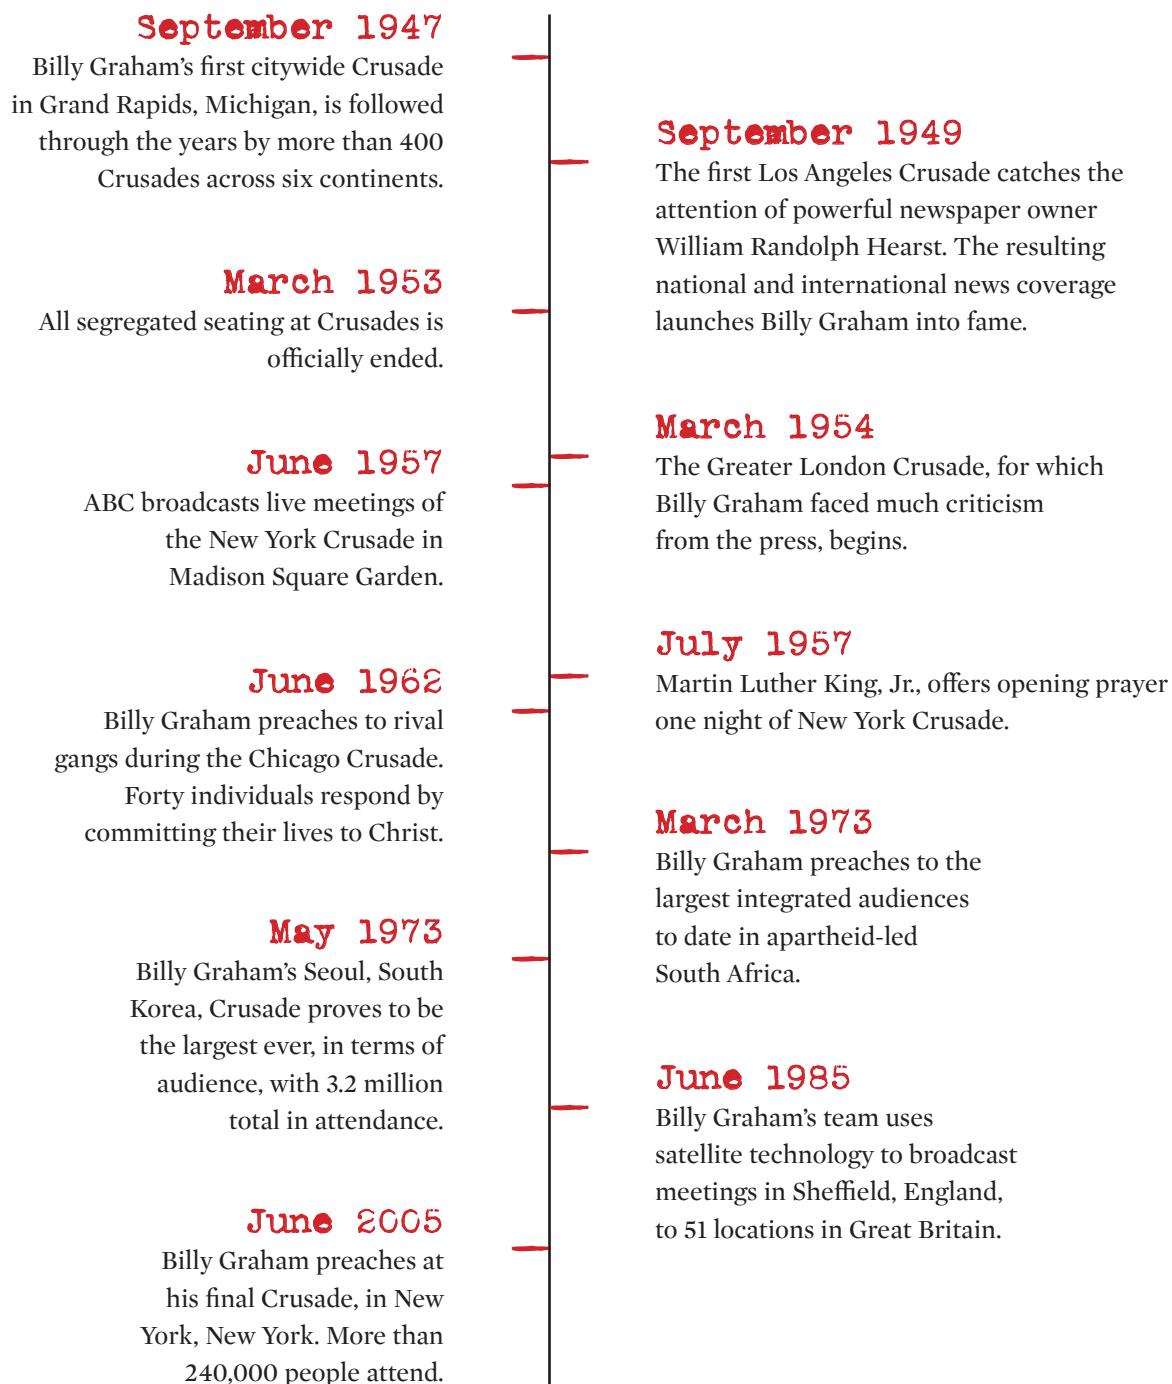 September 1947
Billy Graham’s first citywide Crusade
in Grand Rapids, Michigan, is followed
through the years by more than 400
Crusades across six continents.
September 1949
The first Los Angeles Crusade catches the
attention of powerful newspaper owner
William Randolph Hearst. The resulting
national and international news coverage
launches Billy Graham into fame.
March 1953
All segregated seating at Crusades is
officially ended.
March 1954
The Greater London Crusade, for which
Billy Graham faced much criticism
from the press, begins.
June 1957
ABC broadcasts live meetings of
the New York Crusade in
Madison Square Garden.
July 1957
Martin Luther King, Jr., offers opening prayer
one night of New York Crusade.
June 1962
Billy Graham preaches to rival
gangs during the Chicago Crusade.
Forty individuals respond by
committing their lives to Christ.
March 1973
Billy Graham preaches to the
largest integrated audiences
to date in apartheid-led
South Africa.
May 1973
Billy Graham’s Seoul, South
Korea, Crusade proves to be
the largest ever, in terms of
audience, with 3.2 million
total in attendance.
June 1985
Billy Graham’s team uses
satellite technology to broadcast
meetings in Sheffield, England,
to 51 locations in Great Britain.
June 2005
Billy Graham preaches at
his final Crusade, in New
York, New York. More than
240,000 people attend.